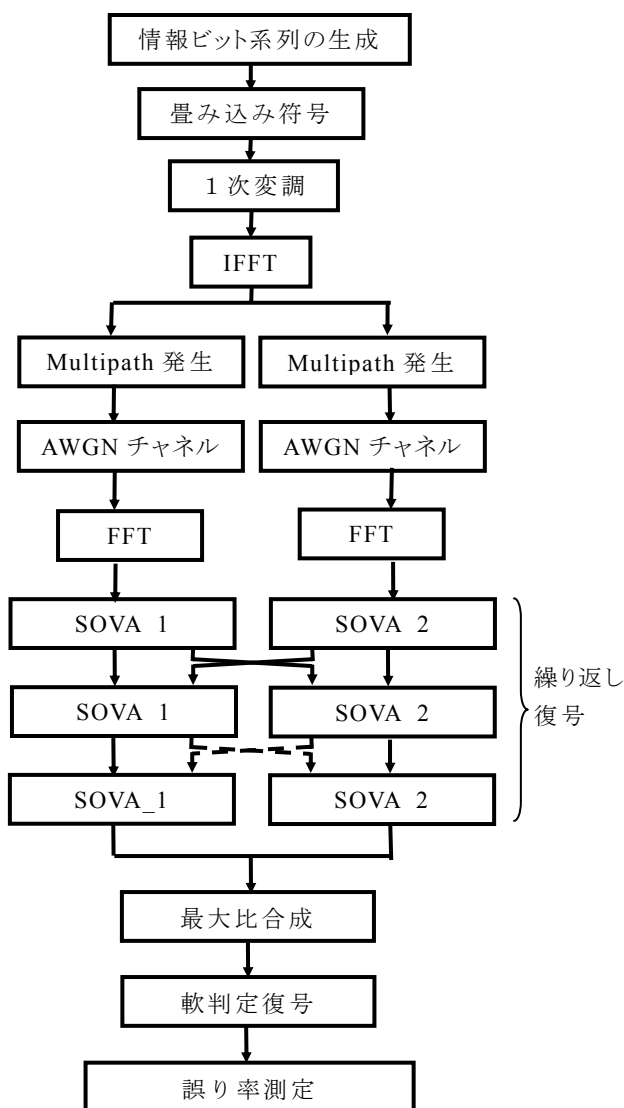 情報ビット系列の生成
畳み込み符号
１次変調
IFFT
Multipath 発生
Multipath 発生
AWGN チャネル
AWGN チャネル
FFT
FFT
SOVA 1
SOVA 2
SOVA 1
SOVA 2
SOVA_1
SOVA 2
繰り返し
復号
最大比合成
軟判定復号
誤り率測定